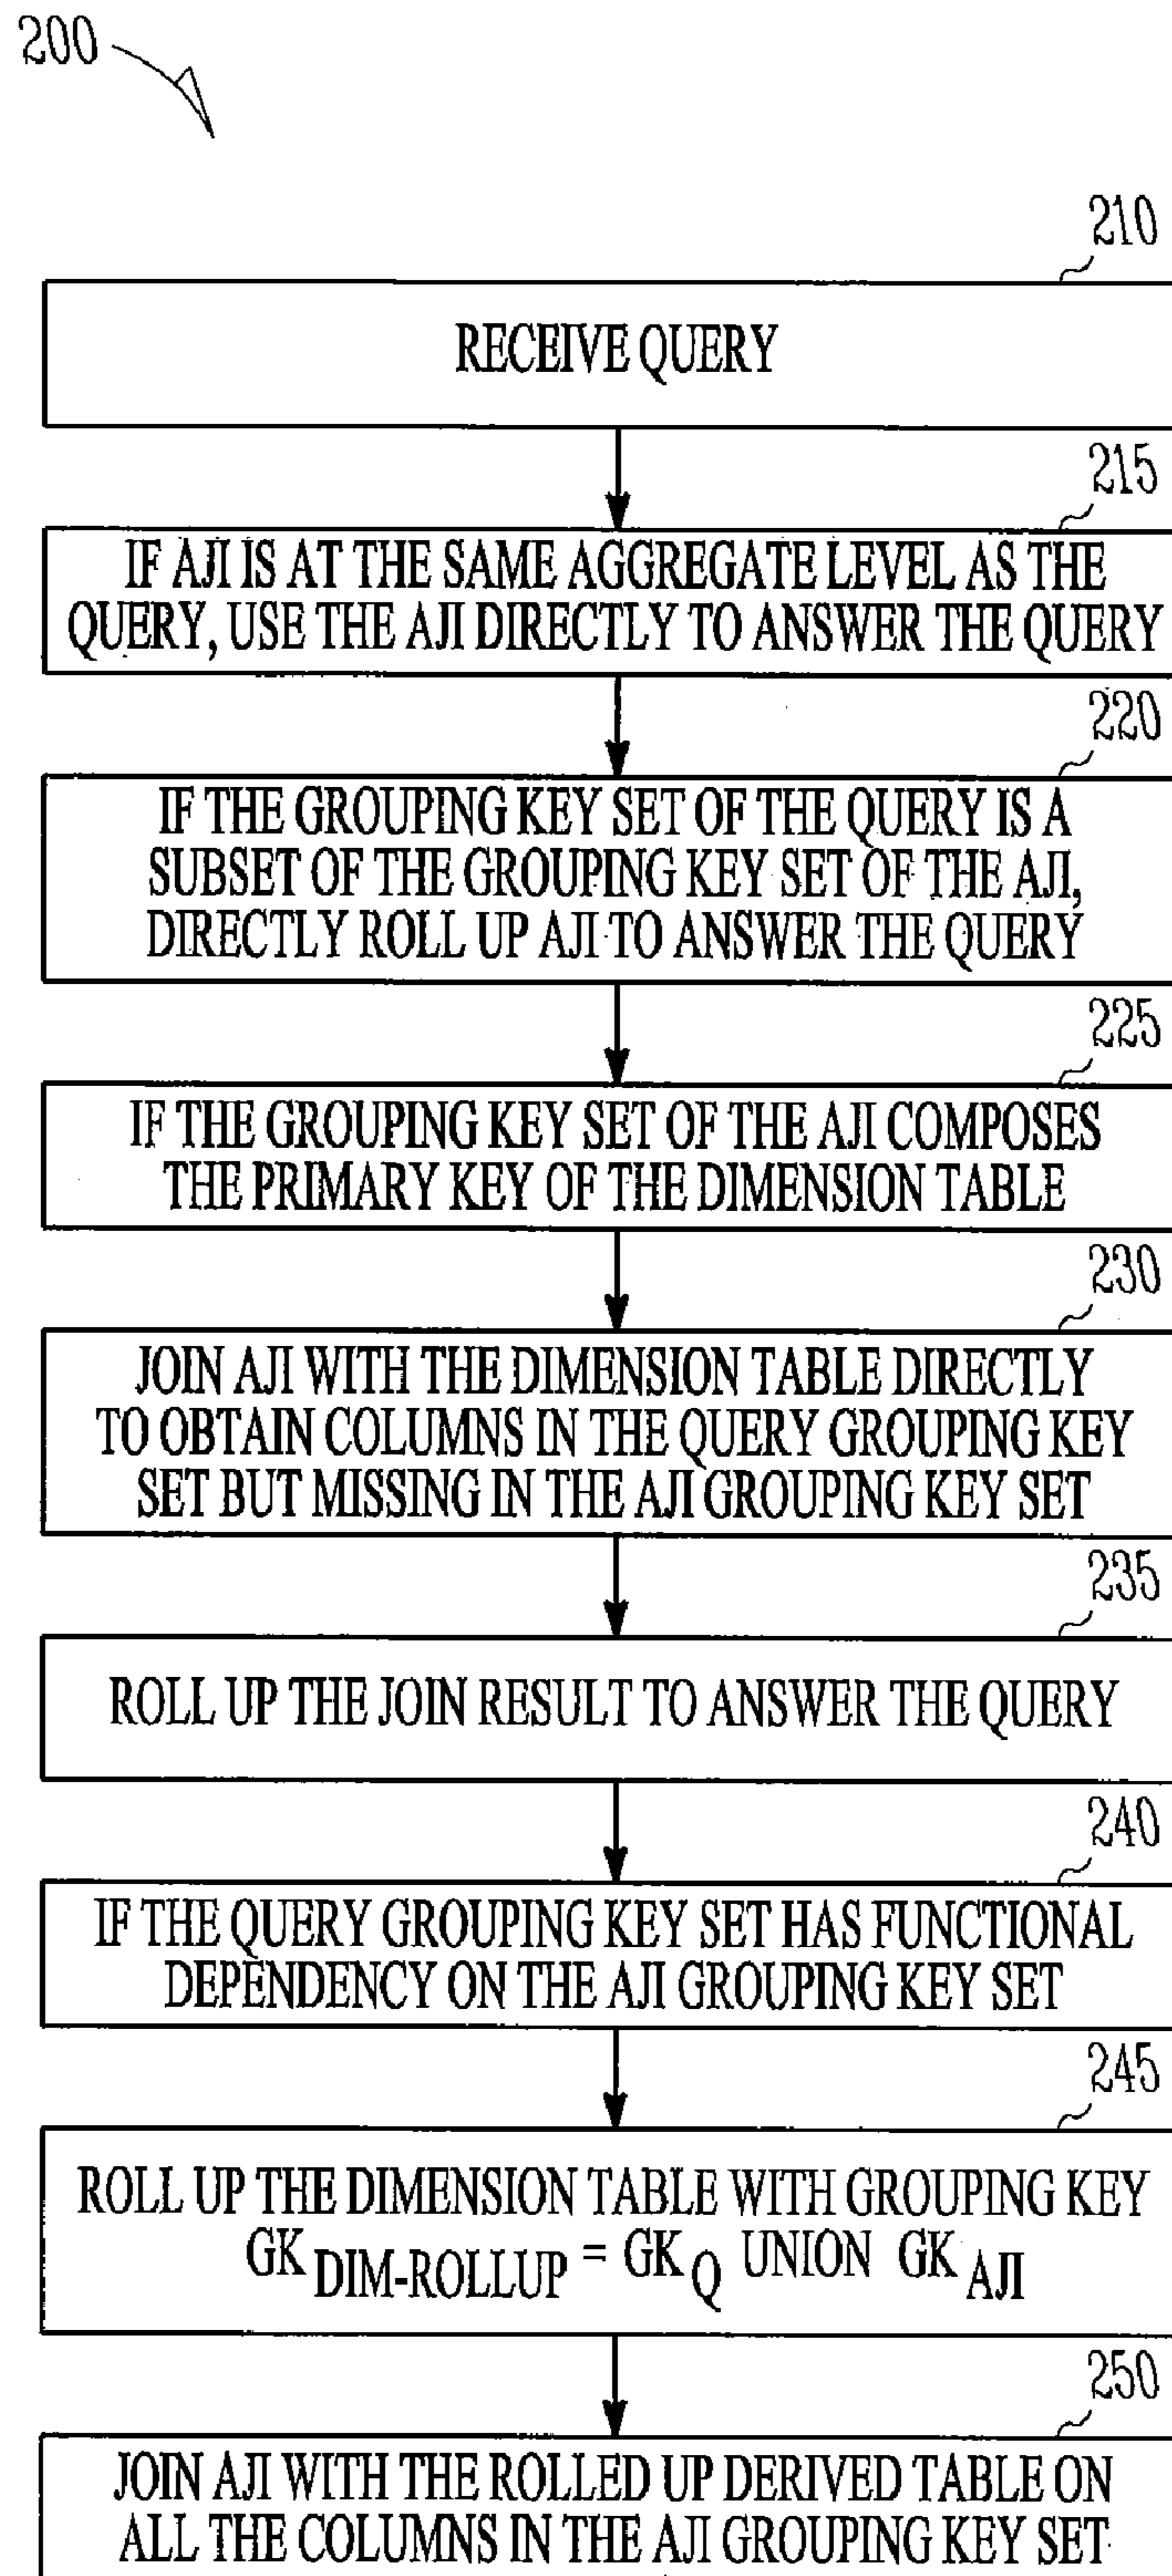 200
210
RECEIVE QUERY
215
IF AJI IS AT THE SAME AGGREGATE LEVEL AS THE
QUERY, USE THE AJI DIRECTLY TO ANSWER THE QUERY
220
IF THE GROUPING KEY SET OF THE QUERY IS A
SUBSET OF THE GROUPING KEY SET OF THE AJI,
DIRECTLY ROLL UP AJI TO ANSWER THE QUERY
225
IF THE GROUPING KEY SET OF THE AJI COMPOSES
THE PRIMARY KEY OF THE DIMENSION TABLE
230
JOIN AJI WITH THE DIMENSION TABLE DIRECTLY
TO OBTAIN COLUMNS IN THE QUERY GROUPING KEY
SET BUT MISSING IN THE AJI GROUPING KEY SET
235
ROLL UP THE JOIN RESULT TO ANSWER THE QUERY
240
IF THE QUERY GROUPING KEY SET HAS FUNCTIONAL
DEPENDENCY ON THE AJI GROUPING KEY SET
245
ROLL UP THE DIMENSION TABLE WITH GROUPING KEY
GK DIM-ROLLUP = GK Q UNION GK AJI
250
JOIN AJI WITH THE ROLLED UP DERIVED TABLE ON
ALL THE COLUMNS IN THE AJI GROUPING KEY SET